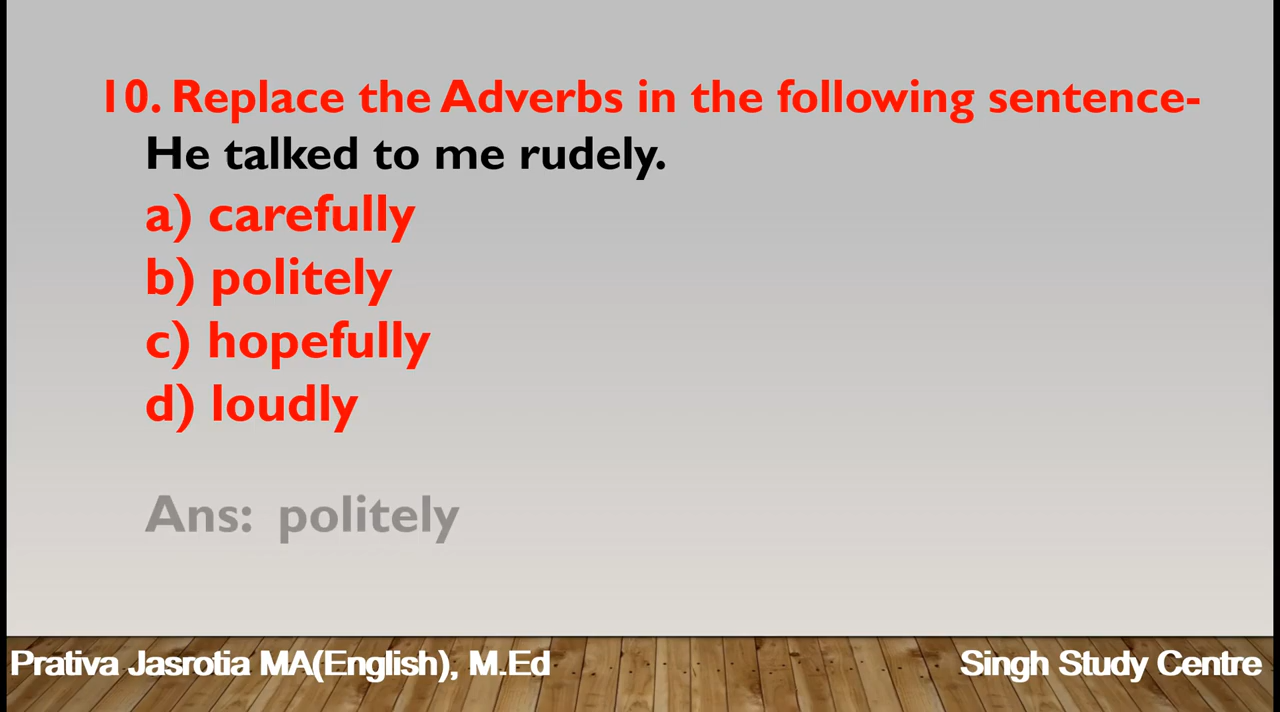 10. Replace the Adverbs in the following sentence-
He talked to me rudely.
a) carefully
b) politely
c) hopefully
d) loudly
Ans: politely
Prativa Jasrotia MA(English), M.Ed
Singh Study Centre